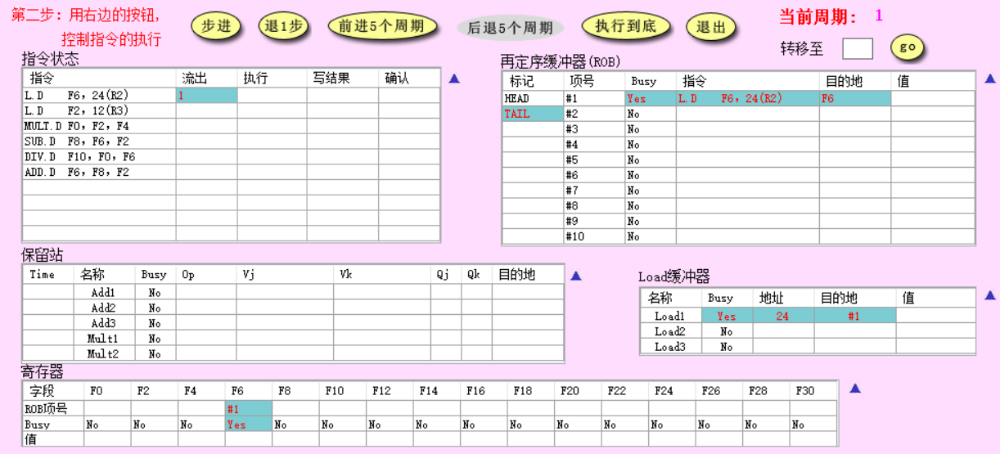 第二步：用右边的按钮，
控制指令的执行
步进 退1步 前进5个周期 后退5个周期 执行到底 退出
当前周期： 1
转移至 go
指令状态
指令 流出 执行 写结果 确认
L.D F6, 24(R2) 1
L.D F2, 12(R3)
MULT.D F0, F2, F4
SUB.D F8, F6, F2
DIV.D F10, F0, F6
ADD.D F6, F8, F2
再定序缓冲器(ROB)
标记 项号 Busy 指令 目的地 值
HEAD #1 Yes L.D F6, 24(R2) F6
TAIL #2 No
#3 No
#4 No
#5 No
#6 No
#7 No
#8 No
#9 No
#10 No
保留站
Time 名称 Busy Op Vj Vk Qj Qk 目的地
Add1 No
Add2 No
Add3 No
Mult1 No
Mult2 No
Load缓冲器
名称 Busy 地址 目的地 值
Load1 Yes 24 #1
Load2 No
Load3 No
寄存器
字段 F0 F2 F4 F6 F8 F10 F12 F14 F16 F18 F20 F22 F24 F26 F28 F30
ROB项号 #1
Busy No No No Yes No No No No No No No No No No No No
值